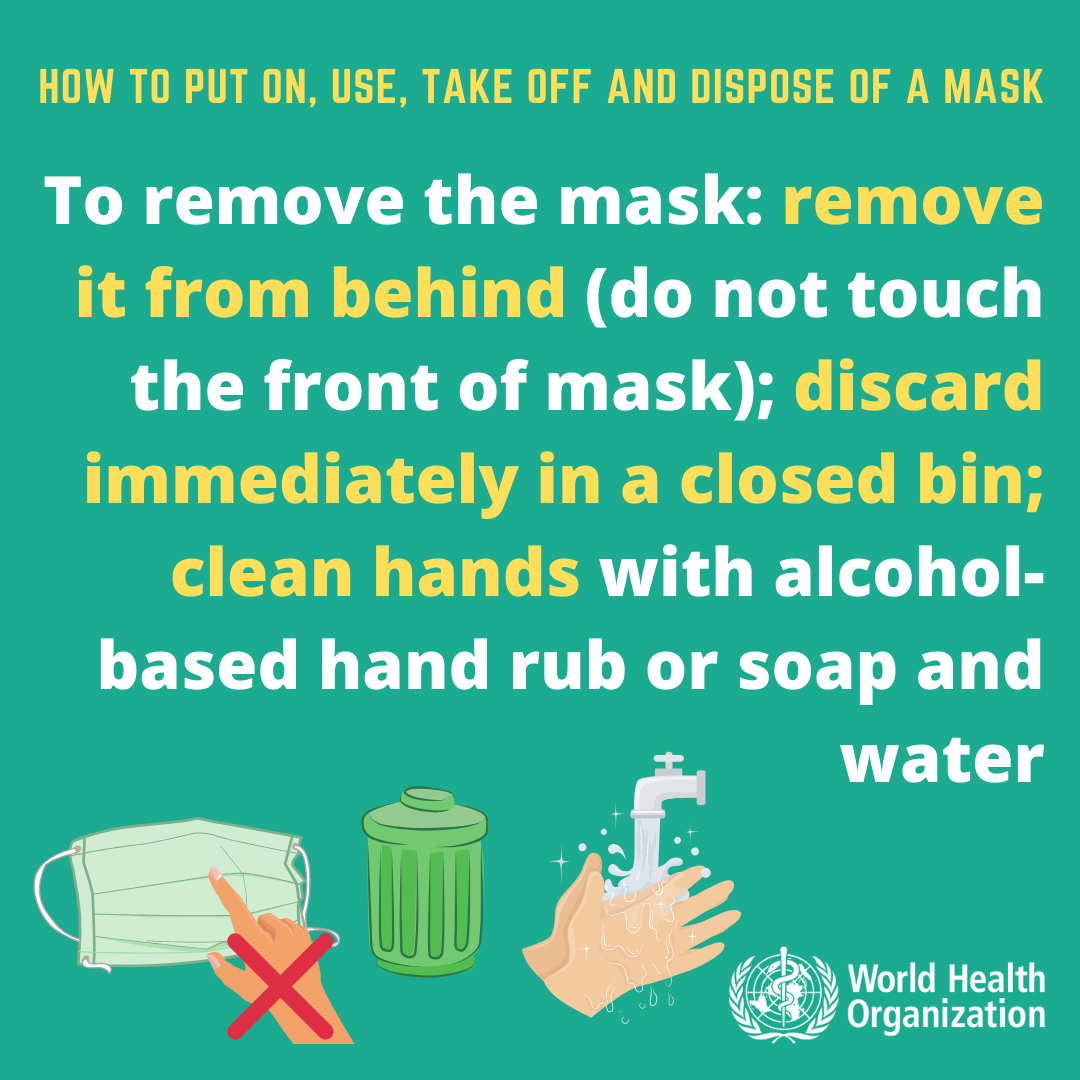 HOW TO PUT ON, USE, TAKE OFF AND DISPOSE OF A MASK
To remove the mask: remove
it from behind (do not touch
the front of mask); discard
immediately in a closed bin;
clean hands with alcohol-
based hand rub or soap and
water
World Health
Organization